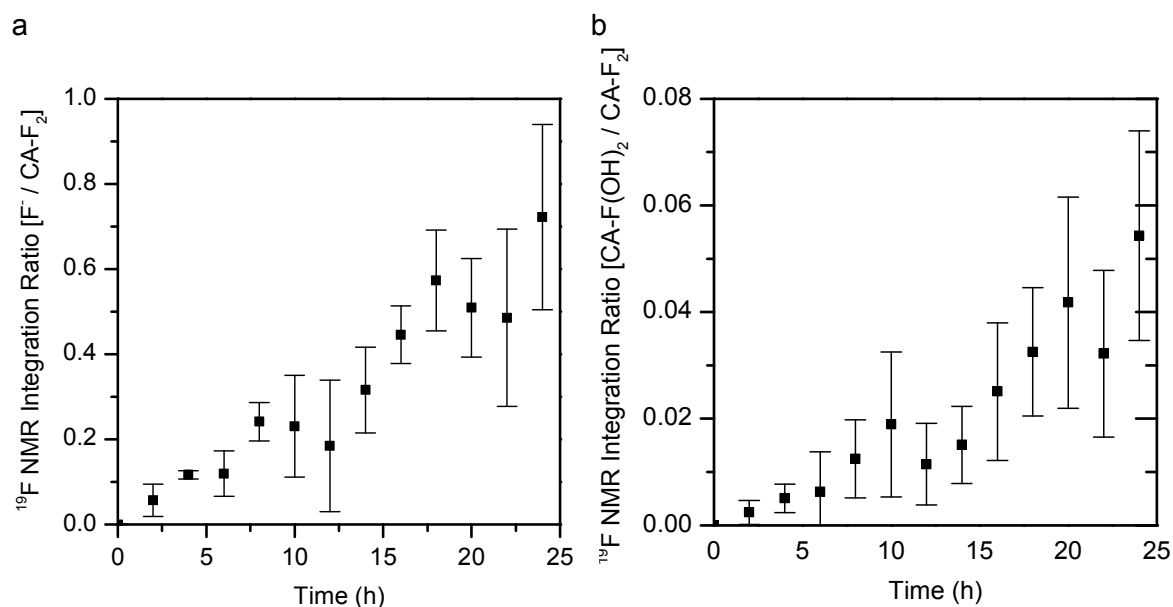 a
¹⁹F NMR Integration Ratio [F⁻ / CA-F₂]
1.0
0.8
0.6
0.4
0.2
0.0
0 5 10 15 20 25
Time (h)
b
¹⁹F NMR Integration Ratio [CA-F(OH)₂ / CA-F₂]
0.08
0.06
0.04
0.02
0.00
0 5 10 15 20 25
Time (h)